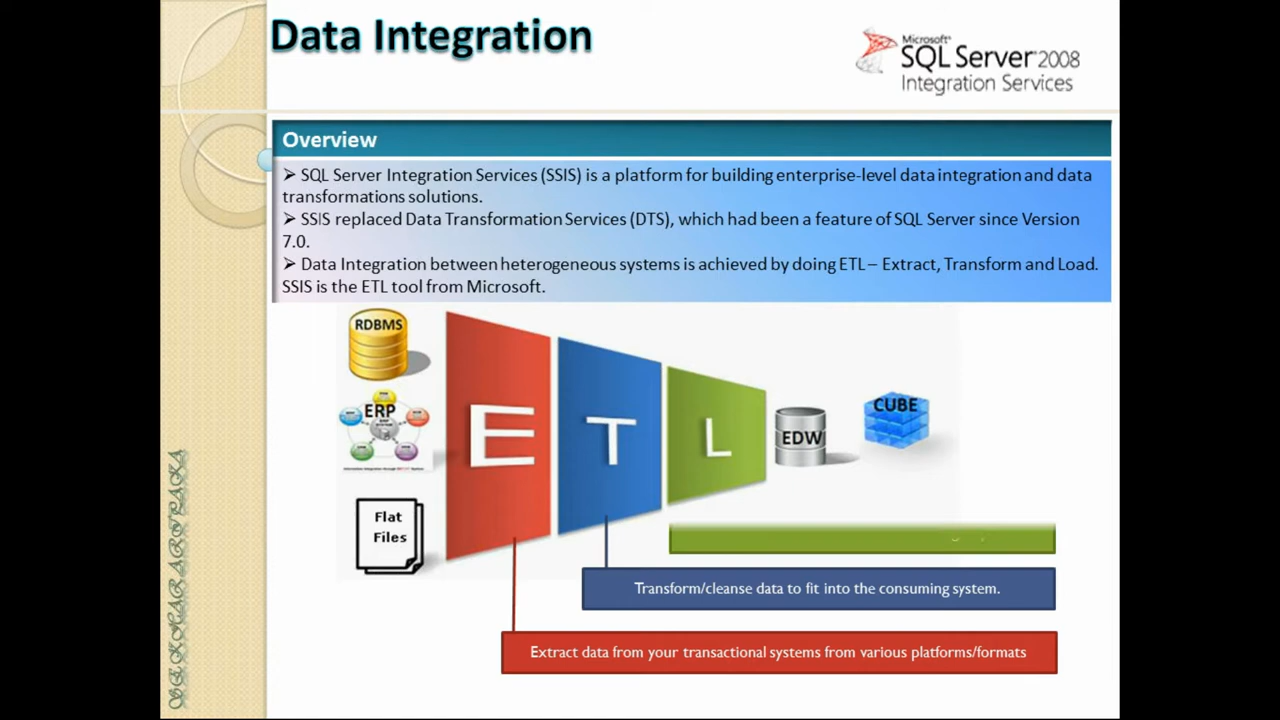 Data Integration
Microsoft®
SQL Server® 2008
Integration Services
Overview
➢ SQL Server Integration Services (SSIS) is a platform for building enterprise-level data integration and data
transformations solutions.
➢ SSIS replaced Data Transformation Services (DTS), which had been a feature of SQL Server since Version
7.0.
➢ Data Integration between heterogeneous systems is achieved by doing ETL – Extract, Transform and Load.
SSIS is the ETL tool from Microsoft.
RDBMS
ERP
Flat
Files
E
T
L
EDW
CUBE
Transform/cleanse data to fit into the consuming system.
Extract data from your transactional systems from various platforms/formats